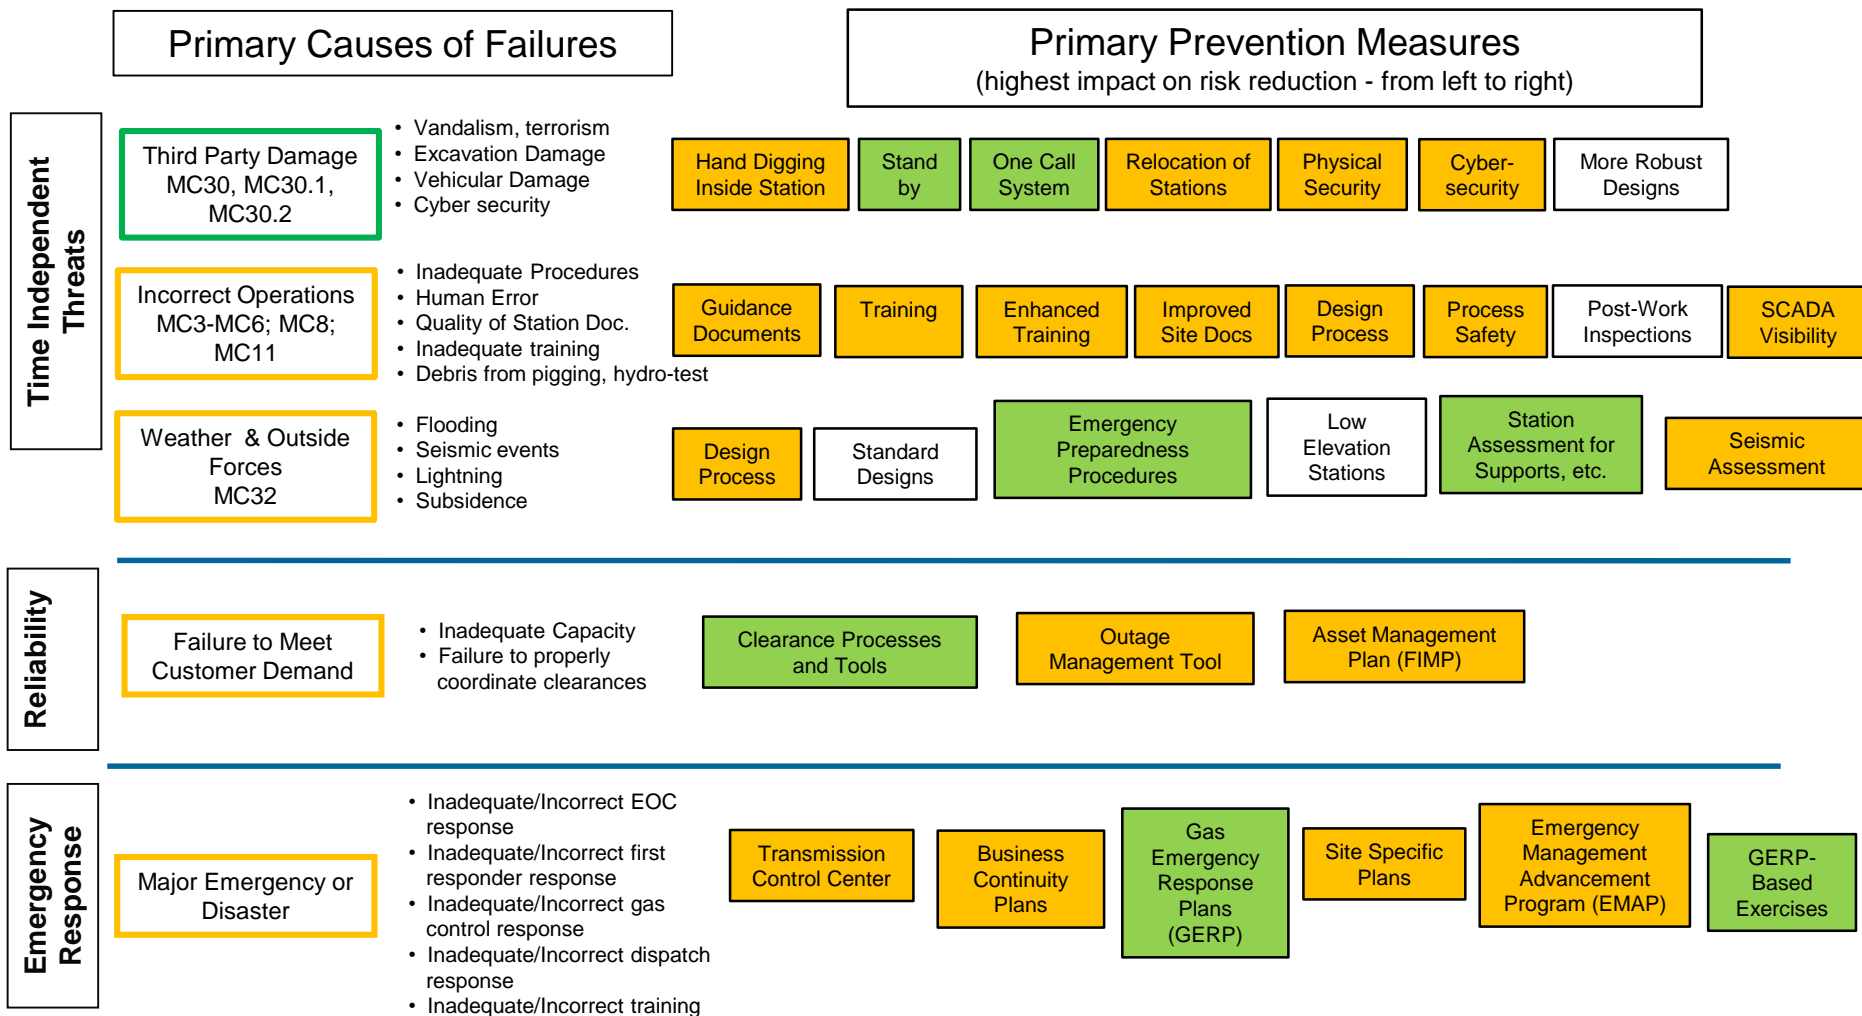 Primary Causes of Failures
Primary Prevention Measures
(highest impact on risk reduction - from left to right)
Time Independent
Threats
Third Party Damage
MC30, MC30.1,
MC30.2
• Vandalism, terrorism
• Excavation Damage
• Vehicular Damage
• Cyber security
Hand Digging
Inside Station
Stand
by
One Call
System
Relocation of
Stations
Physical
Security
Cyber-
security
More Robust
Designs
Incorrect Operations
MC3-MC6; MC8;
MC11
• Inadequate Procedures
• Human Error
• Quality of Station Doc.
• Inadequate training
• Debris from pigging, hydro-test
Guidance
Documents
Training
Enhanced
Training
Improved
Site Docs
Design
Process
Process
Safety
Post-Work
Inspections
SCADA
Visibility
Weather & Outside
Forces
MC32
• Flooding
• Seismic events
• Lightning
• Subsidence
Design
Process
Standard
Designs
Emergency
Preparedness
Procedures
Low
Elevation
Stations
Station
Assessment for
Supports, etc.
Seismic
Assessment
Reliability
Failure to Meet
Customer Demand
• Inadequate Capacity
• Failure to properly
coordinate clearances
Clearance Processes
and Tools
Outage
Management Tool
Asset Management
Plan (FIMP)
Emergency
Response
Major Emergency or
Disaster
• Inadequate/Incorrect EOC
response
• Inadequate/Incorrect first
responder response
• Inadequate/Incorrect gas
control response
• Inadequate/Incorrect dispatch
response
• Inadequate/Incorrect training
Transmission
Control Center
Business
Continuity
Plans
Gas
Emergency
Response
Plans
(GERP)
Site Specific
Plans
Emergency
Management
Advancement
Program (EMAP)
GERP-
Based
Exercises